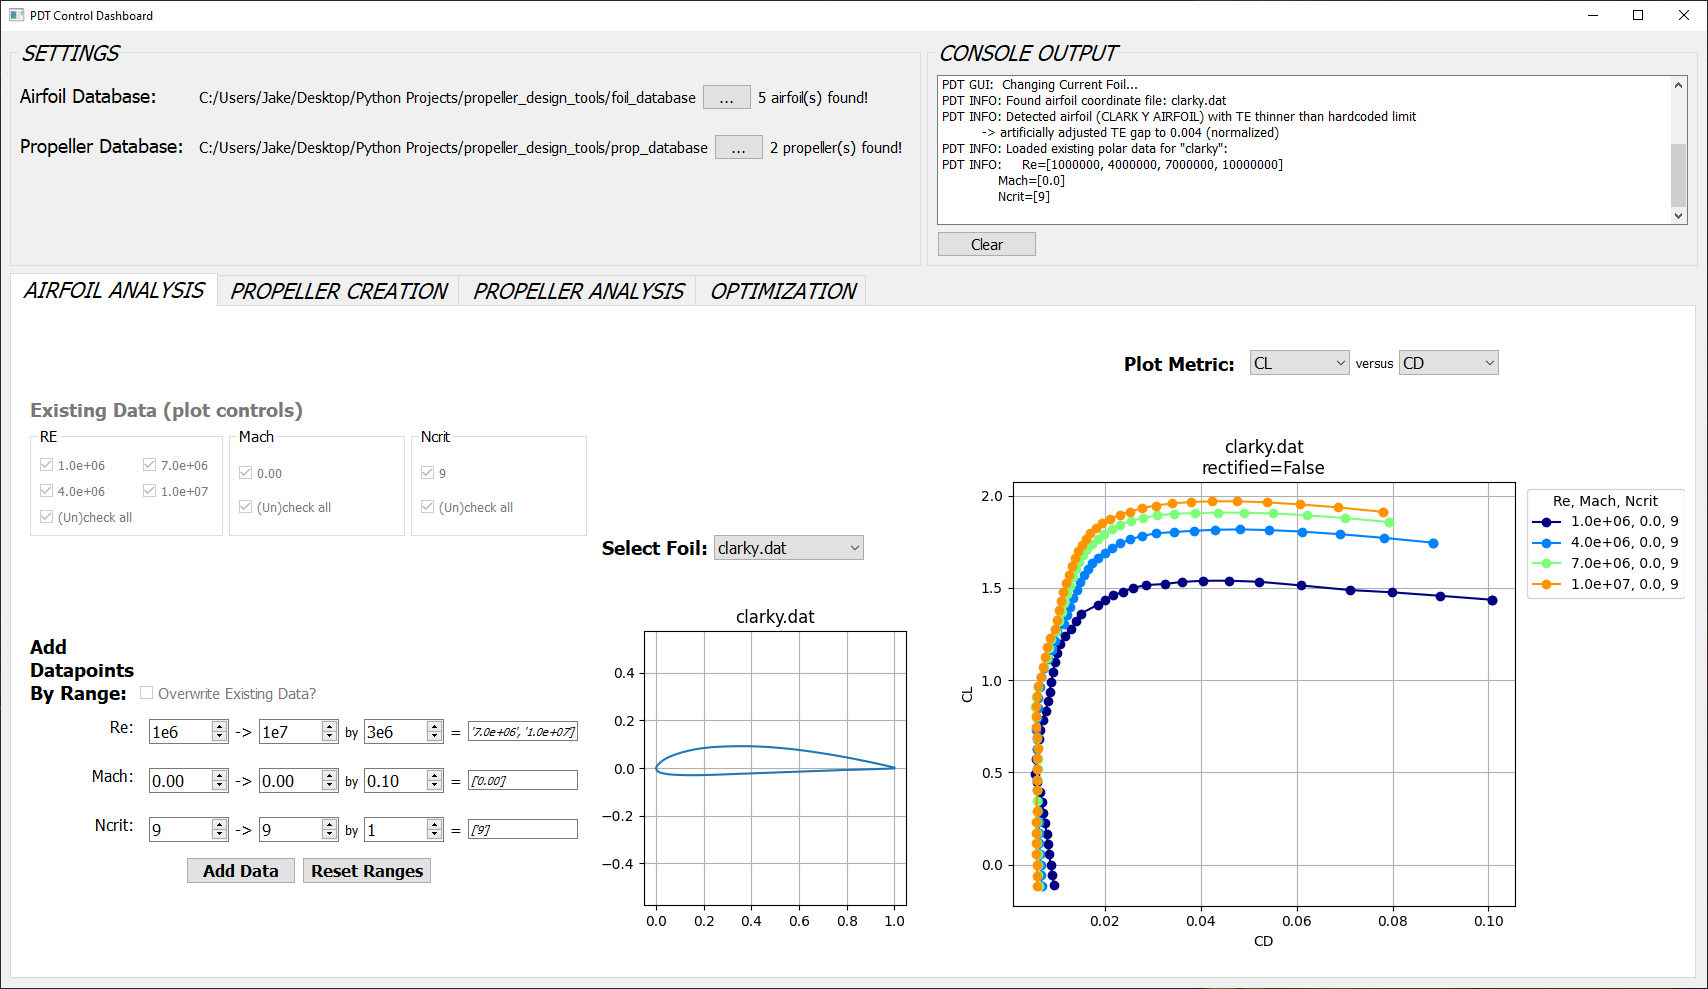 PDT Control Dashboard
SETTINGS
Airfoil Database: C:/Users/Jake/Desktop/Python Projects/propeller_design_tools/foil_database ... 5 airfoil(s) found!
Propeller Database: C:/Users/Jake/Desktop/Python Projects/propeller_design_tools/prop_database ... 2 propeller(s) found!
CONSOLE OUTPUT
PDT GUI:  Changing Current Foil...
PDT INFO: Found airfoil coordinate file: clarky.dat
PDT INFO: Detected airfoil (CLARK Y AIRFOIL) with TE thinner than hardcoded limit
-> artificially adjusted TE gap to 0.004 (normalized)
PDT INFO: Loaded existing polar data for "clarky":
PDT INFO:     Re=[1000000, 4000000, 7000000, 10000000]
Mach=[0.0]
Ncrit=[9]
Clear
AIRFOIL ANALYSIS PROPELLER CREATION PROPELLER ANALYSIS OPTIMIZATION
Existing Data (plot controls)
RE
1.0e+06 7.0e+06
4.0e+06 1.0e+07
(Un)check all
Mach
0.00
(Un)check all
Ncrit
9
(Un)check all
Add
Datapoints
By Range: Overwrite Existing Data?
Re: 1e6 -> 1e7 by 3e6 = '7.0e+06', '1.0e+07']
Mach: 0.00 -> 0.00 by 0.10 = [0.00]
Ncrit: 9 -> 9 by 1 = ['9']
Add Data Reset Ranges
Select Foil: clarky.dat
clarky.dat
0.4
0.2
0.0
−0.2
−0.4
0.0 0.2 0.4 0.6 0.8 1.0
Plot Metric: CL versus CD
clarky.dat
rectified=False
2.0
1.5
1.0
0.5
0.0
CL
0.02 0.04 0.06 0.08 0.10
CD
Re, Mach, Ncrit
1.0e+06, 0.0, 9
4.0e+06, 0.0, 9
7.0e+06, 0.0, 9
1.0e+07, 0.0, 9